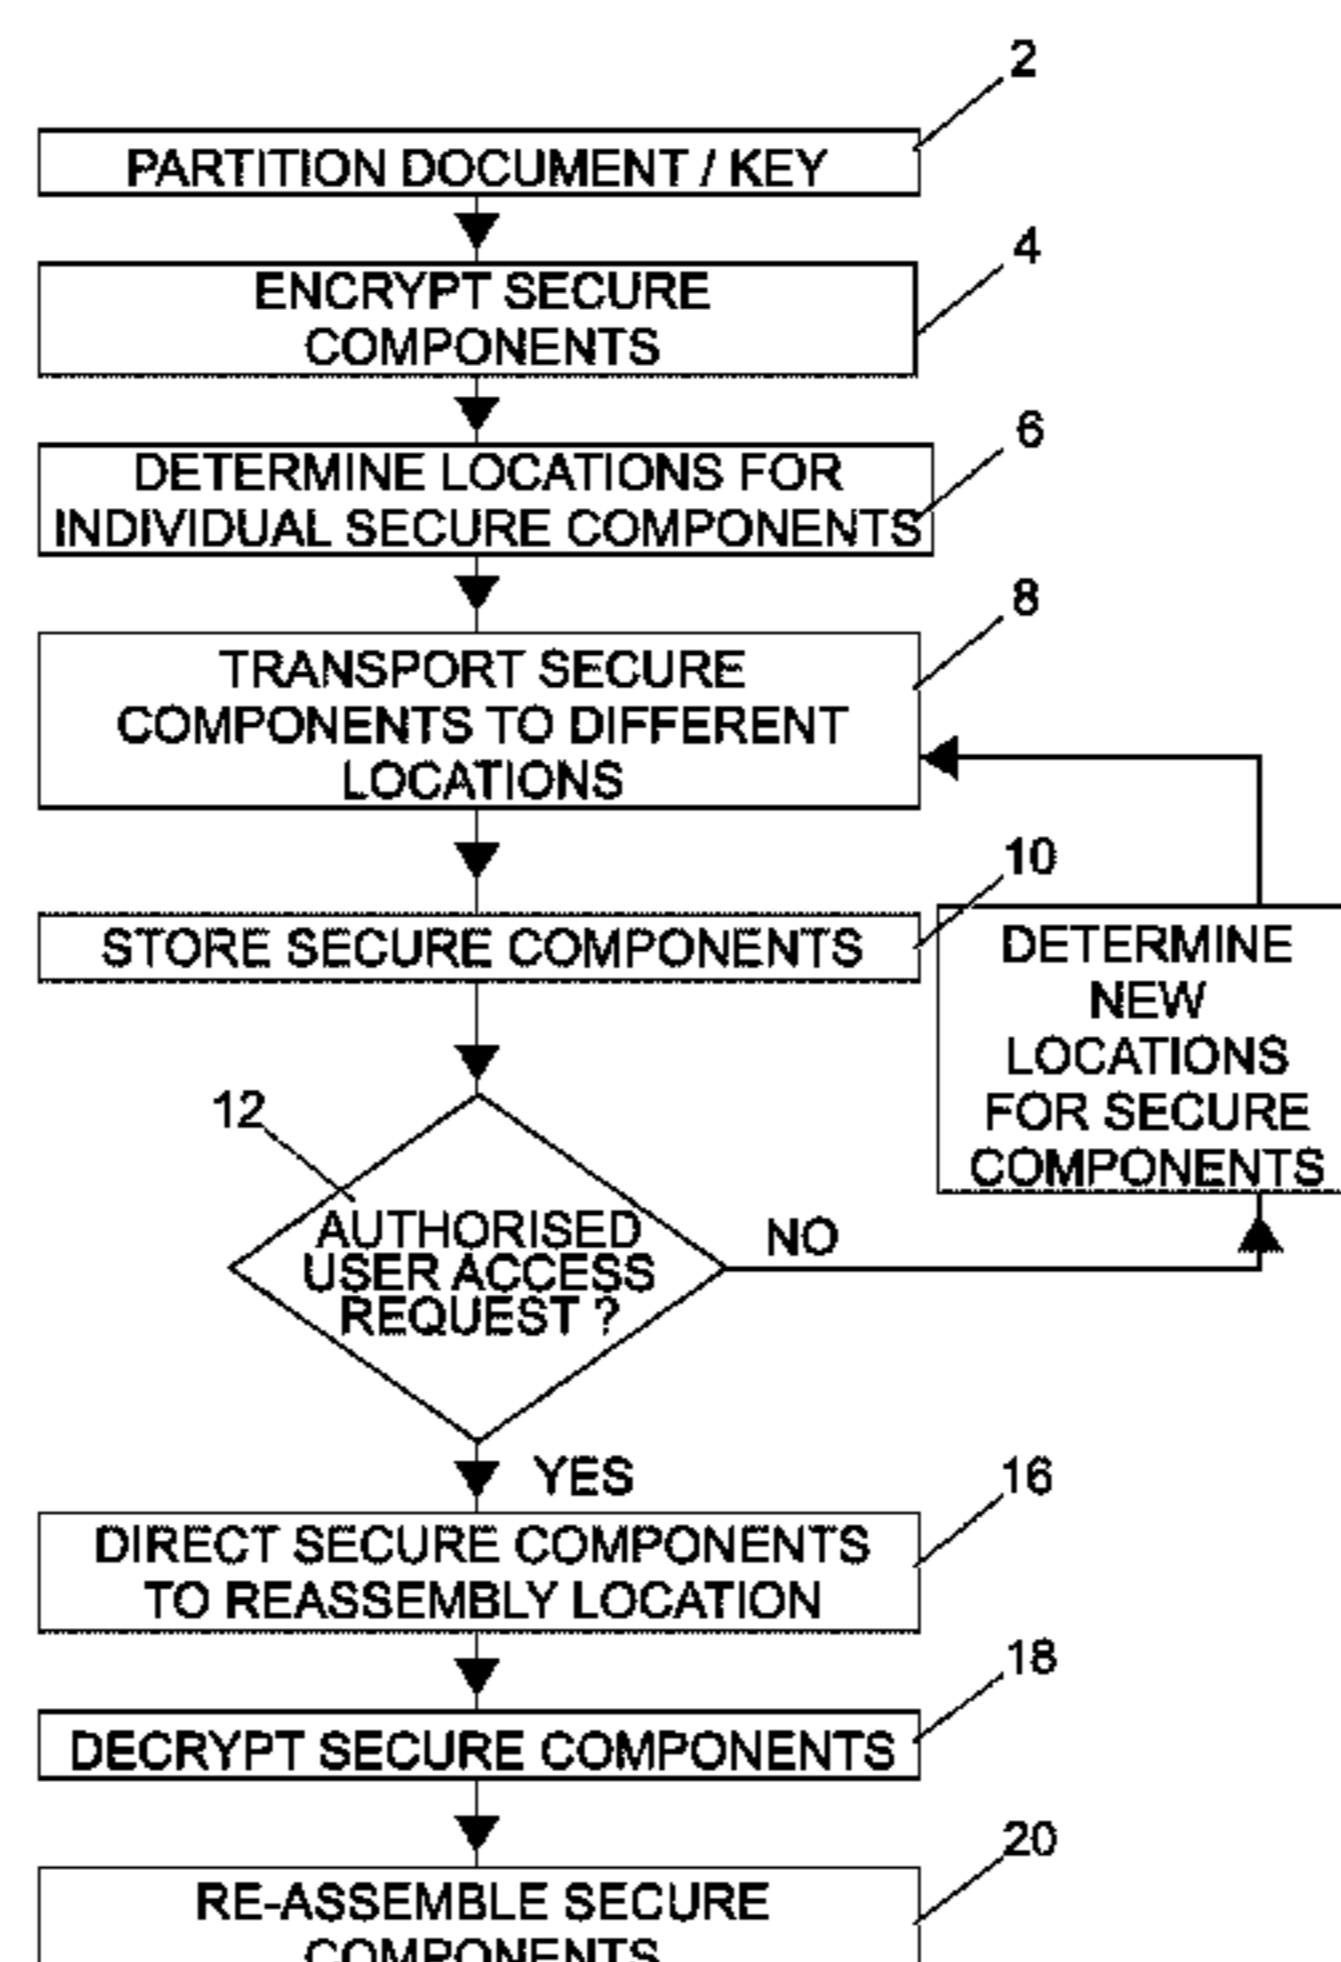 2
PARTITION DOCUMENT / KEY
4
ENCRYPT SECURE
COMPONENTS
6
DETERMINE LOCATIONS FOR
INDIVIDUAL SECURE COMPONENTS
8
TRANSPORT SECURE
COMPONENTS TO DIFFERENT
LOCATIONS
10
STORE SECURE COMPONENTS
DETERMINE
NEW
LOCATIONS
FOR SECURE
COMPONENTS
12
AUTHORISED
USER ACCESS
REQUEST ?
NO
YES
16
DIRECT SECURE COMPONENTS
TO REASSEMBLY LOCATION
18
DECRYPT SECURE COMPONENTS
20
RE-ASSEMBLE SECURE
COMPONENTS